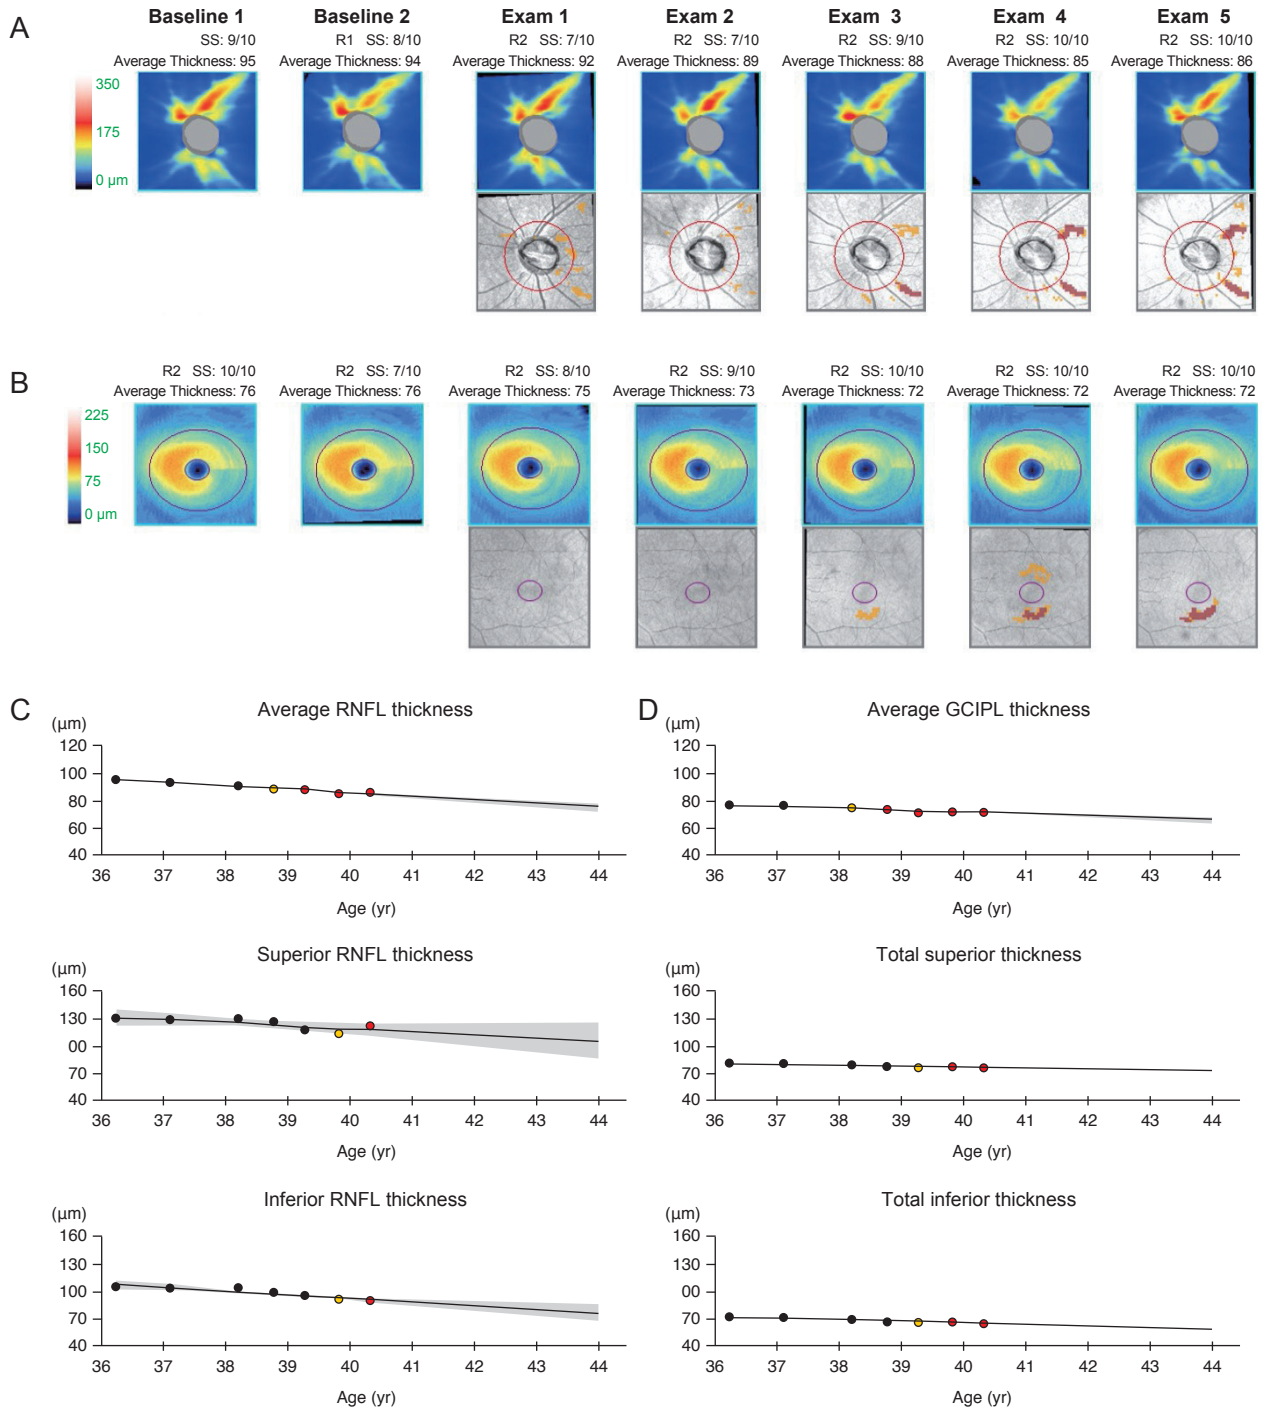 A
Baseline 1 Baseline 2 Exam 1 Exam 2 Exam 3 Exam 4 Exam 5
SS: 9/10 R1 SS: 8/10 R2 SS: 7/10 R2 SS: 7/10 R2 SS: 9/10 R2 SS: 10/10 R2 SS: 10/10
Average Thickness: 95 Average Thickness: 94 Average Thickness: 92 Average Thickness: 89 Average Thickness: 88 Average Thickness: 85 Average Thickness: 86
350
175
0 µm
B
R2 SS: 10/10 R2 SS: 7/10 R2 SS: 8/10 R2 SS: 9/10 R2 SS: 10/10 R2 SS: 10/10 R2 SS: 10/10
Average Thickness: 76 Average Thickness: 76 Average Thickness: 75 Average Thickness: 73 Average Thickness: 72 Average Thickness: 72 Average Thickness: 72
225
150
75
0 µm
C
Average RNFL thickness
(µm)
120
100
80
60
40
36 37 38 39 40 41 42 43 44
Age (yr)
Superior RNFL thickness
(µm)
160
130
00
70
40
36 37 38 39 40 41 42 43 44
Age (yr)
Inferior RNFL thickness
(µm)
160
130
100
70
40
36 37 38 39 40 41 42 43 44
Age (yr)
D
Average GCIPL thickness
(µm)
120
100
80
60
40
36 37 38 39 40 41 42 43 44
Age (yr)
Total superior thickness
(µm)
160
130
100
70
40
36 37 38 39 40 41 42 43 44
Age (yr)
Total inferior thickness
(µm)
160
130
00
70
40
36 37 38 39 40 41 42 43 44
Age (yr)